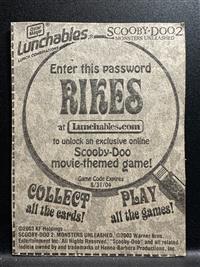 Lunchables
LUNCH COMBINATIONS
SCOOBY-DOO 2
MONSTERS UNLEASHED
Enter this password
RIKES
at Lunchables.com
to unlock an exclusive online
Scooby-Doo
movie-themed game!
Game Code Expires
8/31/04
COLLECT
all the cards!
PLAY
all the games!
©2003 KF Holdings
SCOOBY-DOO 2: MONSTERS UNLEASHED, ©2003 Warner Bros.
Entertainment Inc. All Rights Reserved. "Scooby-Doo" and all related
indicia owned by and trademarks of Hanna-Barbera Productions, Inc.